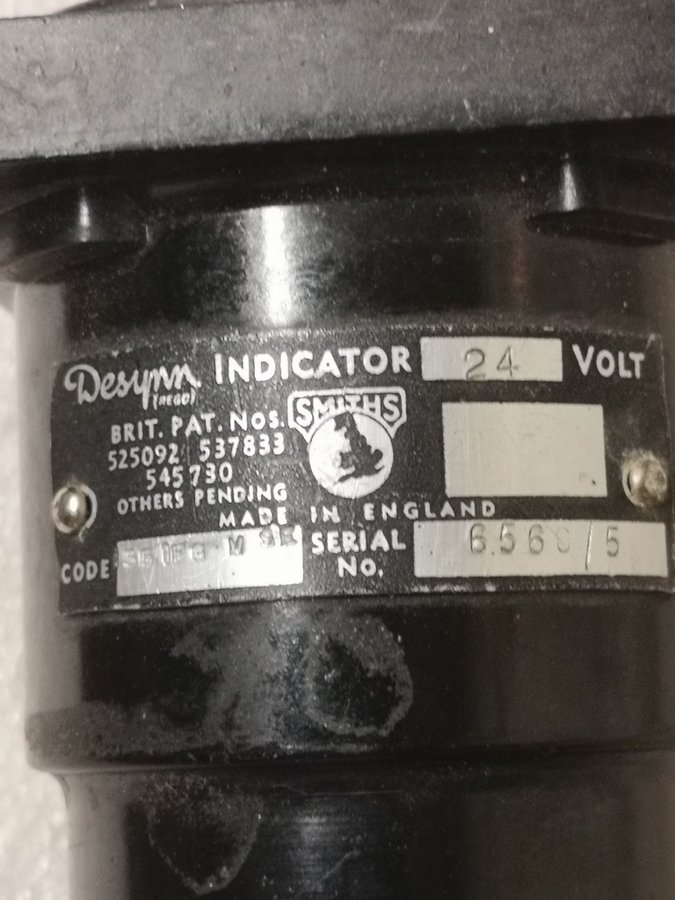 Desynn INDICATOR 24 VOLT
(REGD)
BRIT. PAT. NOS.
SMITHS
525092 537833
545730
OTHERS PENDING
MADE IN ENGLAND
CODE
SERIAL No.